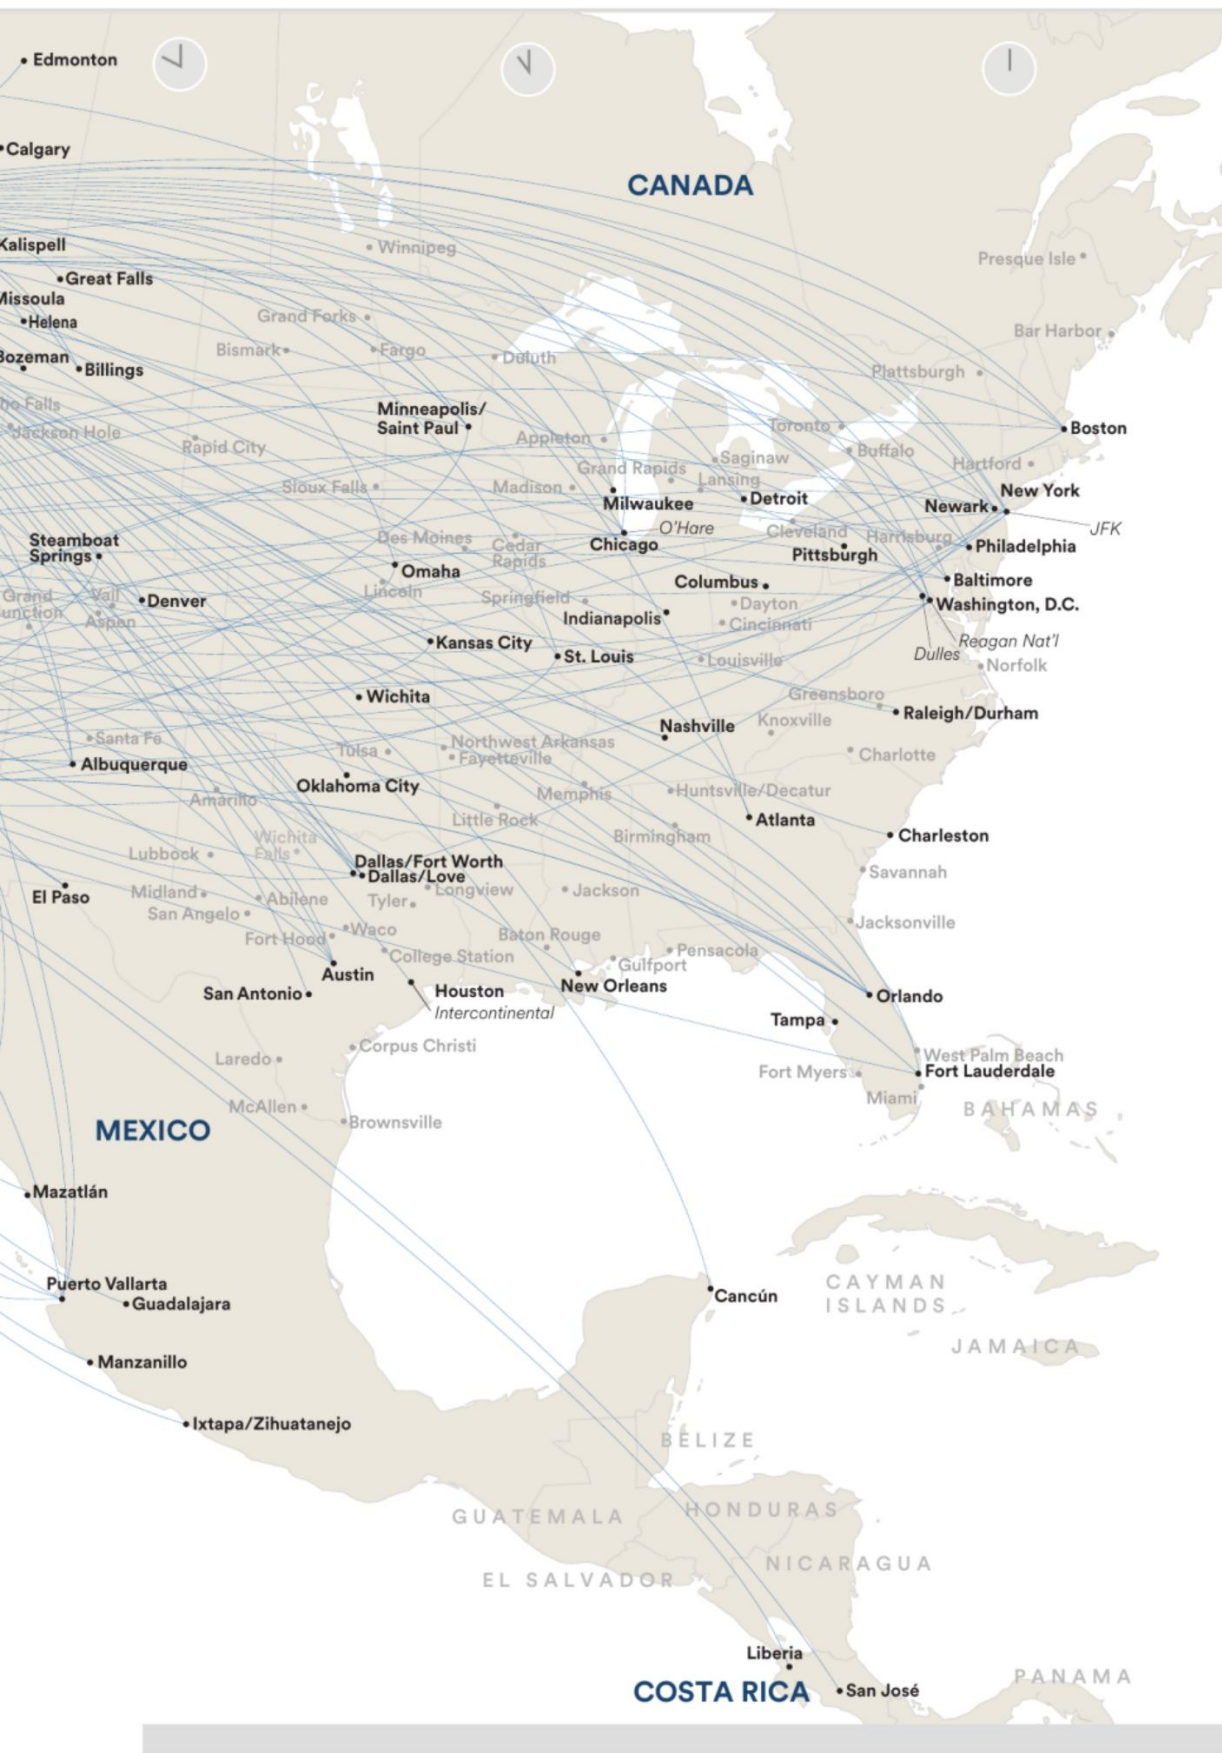 Edmonton
Calgary
CANADA
Kalispell
Winnipeg
Presque Isle
Great Falls
Missoula
Helena
Grand Forks
Bar Harbor
Bozeman
Billings
Bismark
Fargo
Duluth
Plattsburgh
ho Falls
Jackson Hole
Rapid City
Minneapolis/
Saint Paul
Appleton
Toronto
Boston
Buffalo
Saginaw
Hartford
Grand Rapids
Lansing
Sioux Falls
Madison
Milwaukee
Detroit
New York
Newark
JFK
O'Hare
Chicago
Cleveland
Harrisburg
Pittsburgh
Philadelphia
Steamboat
Springs
Des Moines
Cedar
Rapids
Omaha
Lincoln
Columbus
Baltimore
Grand
unction
Vail
Aspen
Denver
Springfield
Dayton
Washington, D.C.
Indianapolis
Cincinnati
Reagan Nat'l
Dulles
Kansas City
St. Louis
Louisville
Norfolk
Wichita
Greensboro
Raleigh/Durham
Nashville
Knoxville
Santa Fe
Tulsa
Northwest Arkansas
Fayetteville
Charlotte
Albuquerque
Oklahoma City
Amarillo
Memphis
Huntsville/Decatur
Little Rock
Atlanta
Birmingham
Charleston
Wichita
Falls
Lubbock
Dallas/Fort Worth
Dallas/Love
Savannah
El Paso
Midland
Abilene
Longview
Jackson
Tyler
San Angelo
Waco
Jacksonville
Fort Hood
Baton Rouge
College Station
Pensacola
Gulfport
Austin
New Orleans
San Antonio
Houston
Intercontinental
Orlando
Tampa
Corpus Christi
Laredo
West Palm Beach
Fort Lauderdale
Fort Myers
Miami
McAllen
BAHAMAS
Brownsville
MEXICO
Mazatlán
Puerto Vallarta
Guadalajara
Cancún
CAYMAN
ISLANDS
JAMAICA
Manzanillo
Ixtapa/Zihuatanejo
BELIZE
GUATEMALA
HONDURAS
NICARAGUA
EL SALVADOR
Liberia
COSTA RICA
San José
PANAMA